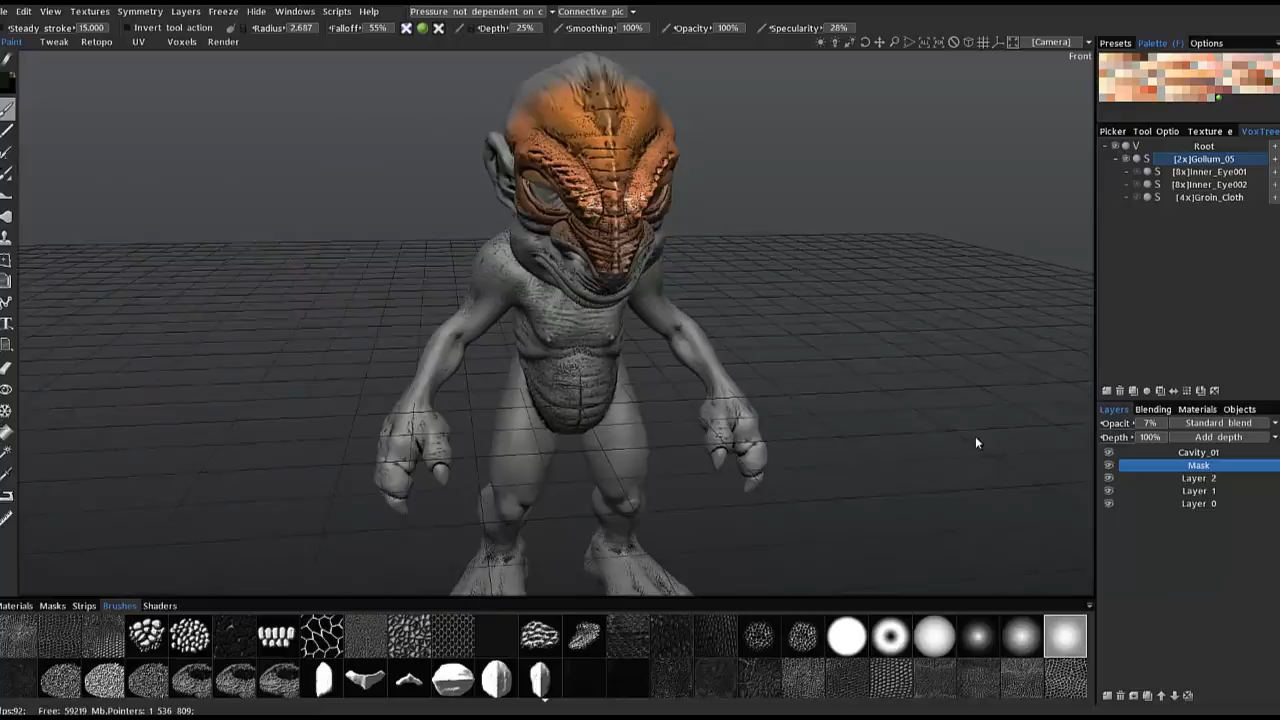 le Edit View Textures Symmetry Layers Freeze Hide Windows Scripts Help Pressure not dependent on c Connective pic
Steady stroke 15.000 Invert tool action Radius 2.687 Falloff 55% Depth 25% Smoothing 100% Opacity 100% Specularity 28%
Paint Tweak Retopo UV Voxels Render [Camera]
Front
Presets Palette (F) Options
Picker Tool Optio Texture e VoxTree
Root
[2x]Gollum_05
[8x]Inner_Eye001
[8x]Inner_Eye002
[4x]Groin_Cloth
Layers Blending Materials Objects
Opacit 7% Standard blend
Depth 100% Add depth
Cavity_01
Mask
Layer 2
Layer 1
Layer 0
aterials Masks Strips Brushes Shaders
fps:92; Free: 59219 Mb.Pointers: 1 536 809;